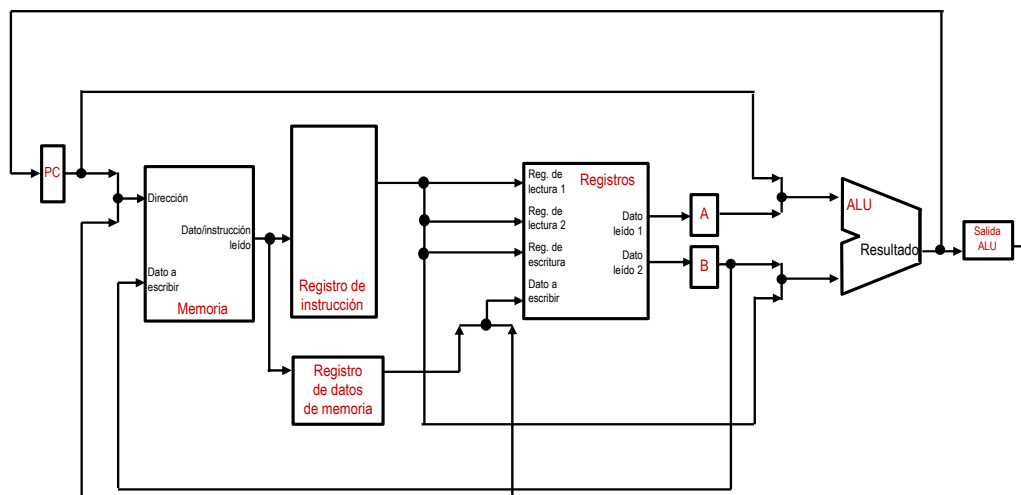 PC
Dirección
Dato/instrucción
leído
Dato a
escribir
Memoria
Registro de
instrucción
Registro
de datos
de memoria
Reg. de
lectura 1
Registros
Reg. de
lectura 2
Reg. de
escritura
Dato a
escribir
Dato
leído 1
Dato
leído 2
A
B
ALU
Resultado
Salida
ALU